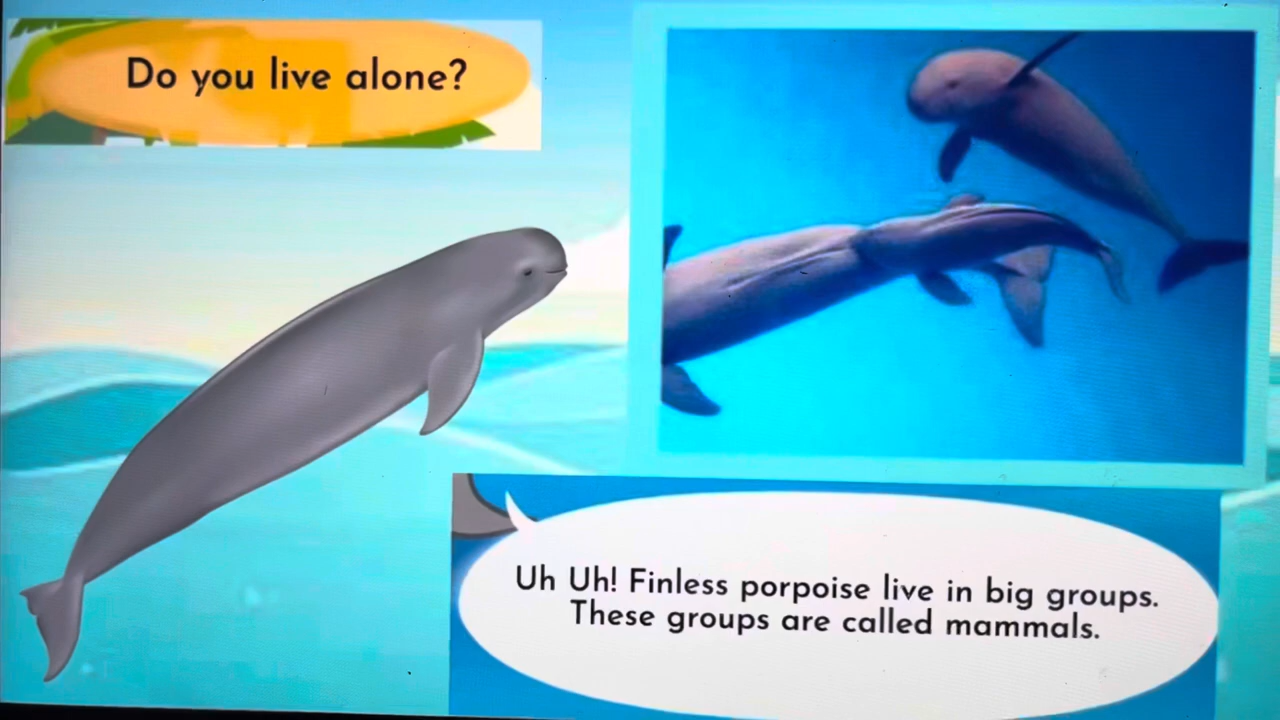 Do you live alone?
Uh Uh! Finless porpoise live in big groups.
These groups are called mammals.